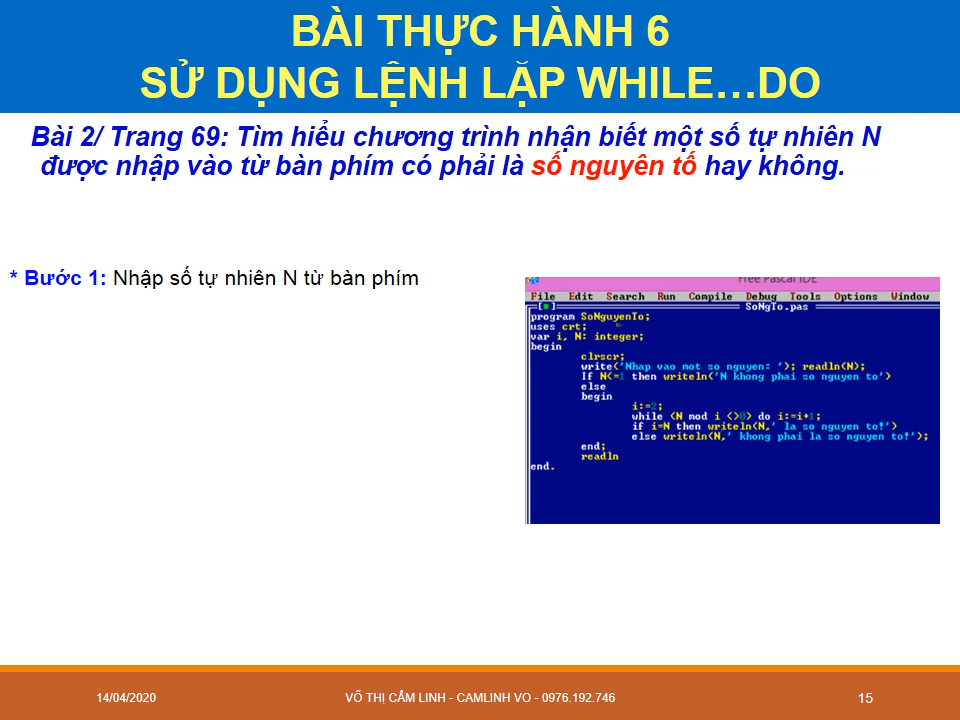 BÀI THỰC HÀNH 6
SỬ DỤNG LỆNH LẶP WHILE…DO
Bài 2/ Trang 69: Tìm hiểu chương trình nhận biết một số tự nhiên N
được nhập vào từ bàn phím có phải là số nguyên tố hay không.
* Bước 1: Nhập số tự nhiên N từ bàn phím
Free Pascal IDE
File Edit Search Run Compile Debug Tools Options Window
[■] SoNgTo.pas
program SoNguyenTo;
uses crt;
var i, N: integer;
begin
clrscr;
write('Nhap vao mot so nguyen: '); readln(N);
If N<=1 then writeln('N khong phai so nguyen to')
else
begin
i:=2;
while (N mod i <>0) do i:=i+1;
if i=N then writeln(N,' la so nguyen to!')
else writeln(N,' khong phai la so nguyen to!');
end;
readln
end.
14/04/2020 VÕ THỊ CẨM LINH - CAMLINH VO - 0976.192.746 15